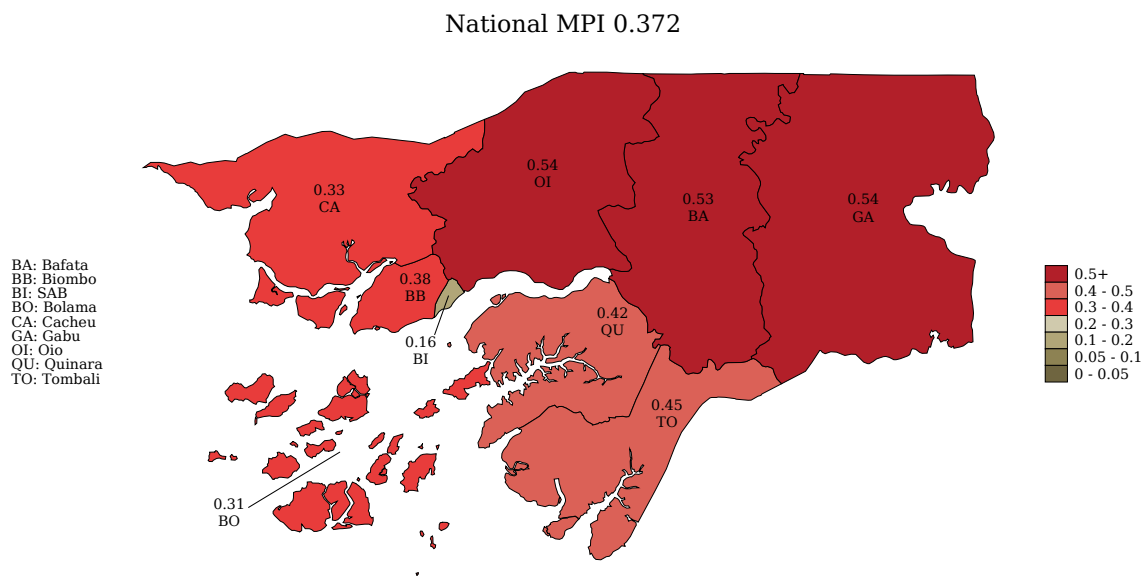 National MPI 0.372
0.54
OI
0.33
CA
0.53
BA
0.54
GA
0.38
BB
0.42
QU
0.16
BI
0.45
TO
0.31
BO
BA: Bafata
BB: Biombo
BI: SAB
BO: Bolama
CA: Cacheu
GA: Gabu
OI: Oio
QU: Quinara
TO: Tombali
0.5+
0.4 - 0.5
0.3 - 0.4
0.2 - 0.3
0.1 - 0.2
0.05 - 0.1
0 - 0.05